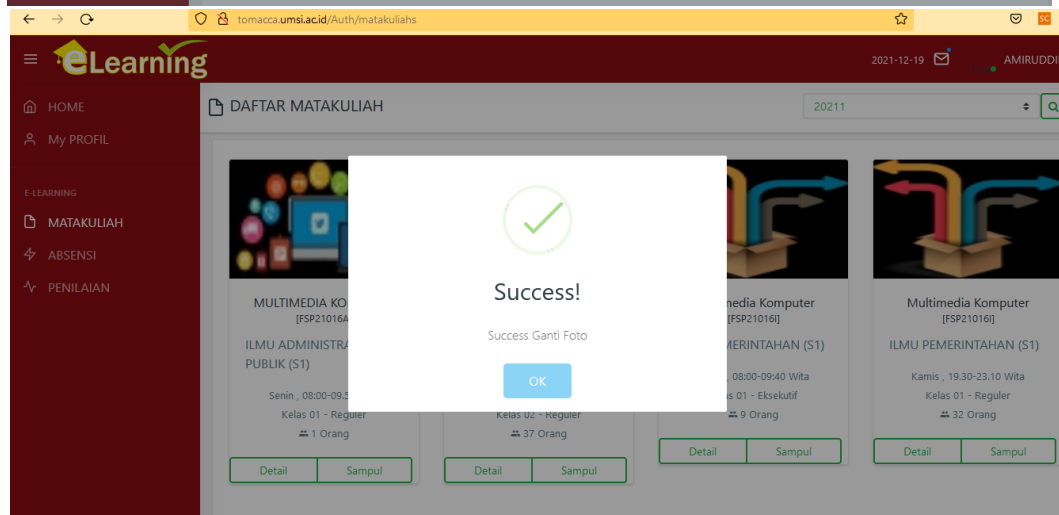 tomacca.umsi.ac.id/Auth/matakuliahs
SC
eLearning
2021-12-19
AMIRUDDI
HOME
My PROFIL
E-LEARNING
MATAKULIAH
ABSENSI
PENILAIAN
DAFTAR MATAKULIAH
20211
MULTIMEDIA KO
[FSP21016A
ILMU ADMINISTRA
PUBLIK (S1)
Senin , 08:00-09.5
Kelas 01 - Reguler
1 Orang
Detail Sampul
Kelas 02 - Reguler
37 Orang
Detail Sampul
Success!
Success Ganti Foto
OK
media Komputer
[FSP21016I]
MERINTAHAN (S1)
, 08:00-09:40 Wita
s 01 - Eksekutif
9 Orang
Detail Sampul
Multimedia Komputer
[FSP21016I]
ILMU PEMERINTAHAN (S1)
Kamis , 19.30-23.10 Wita
Kelas 01 - Reguler
32 Orang
Detail Sampul